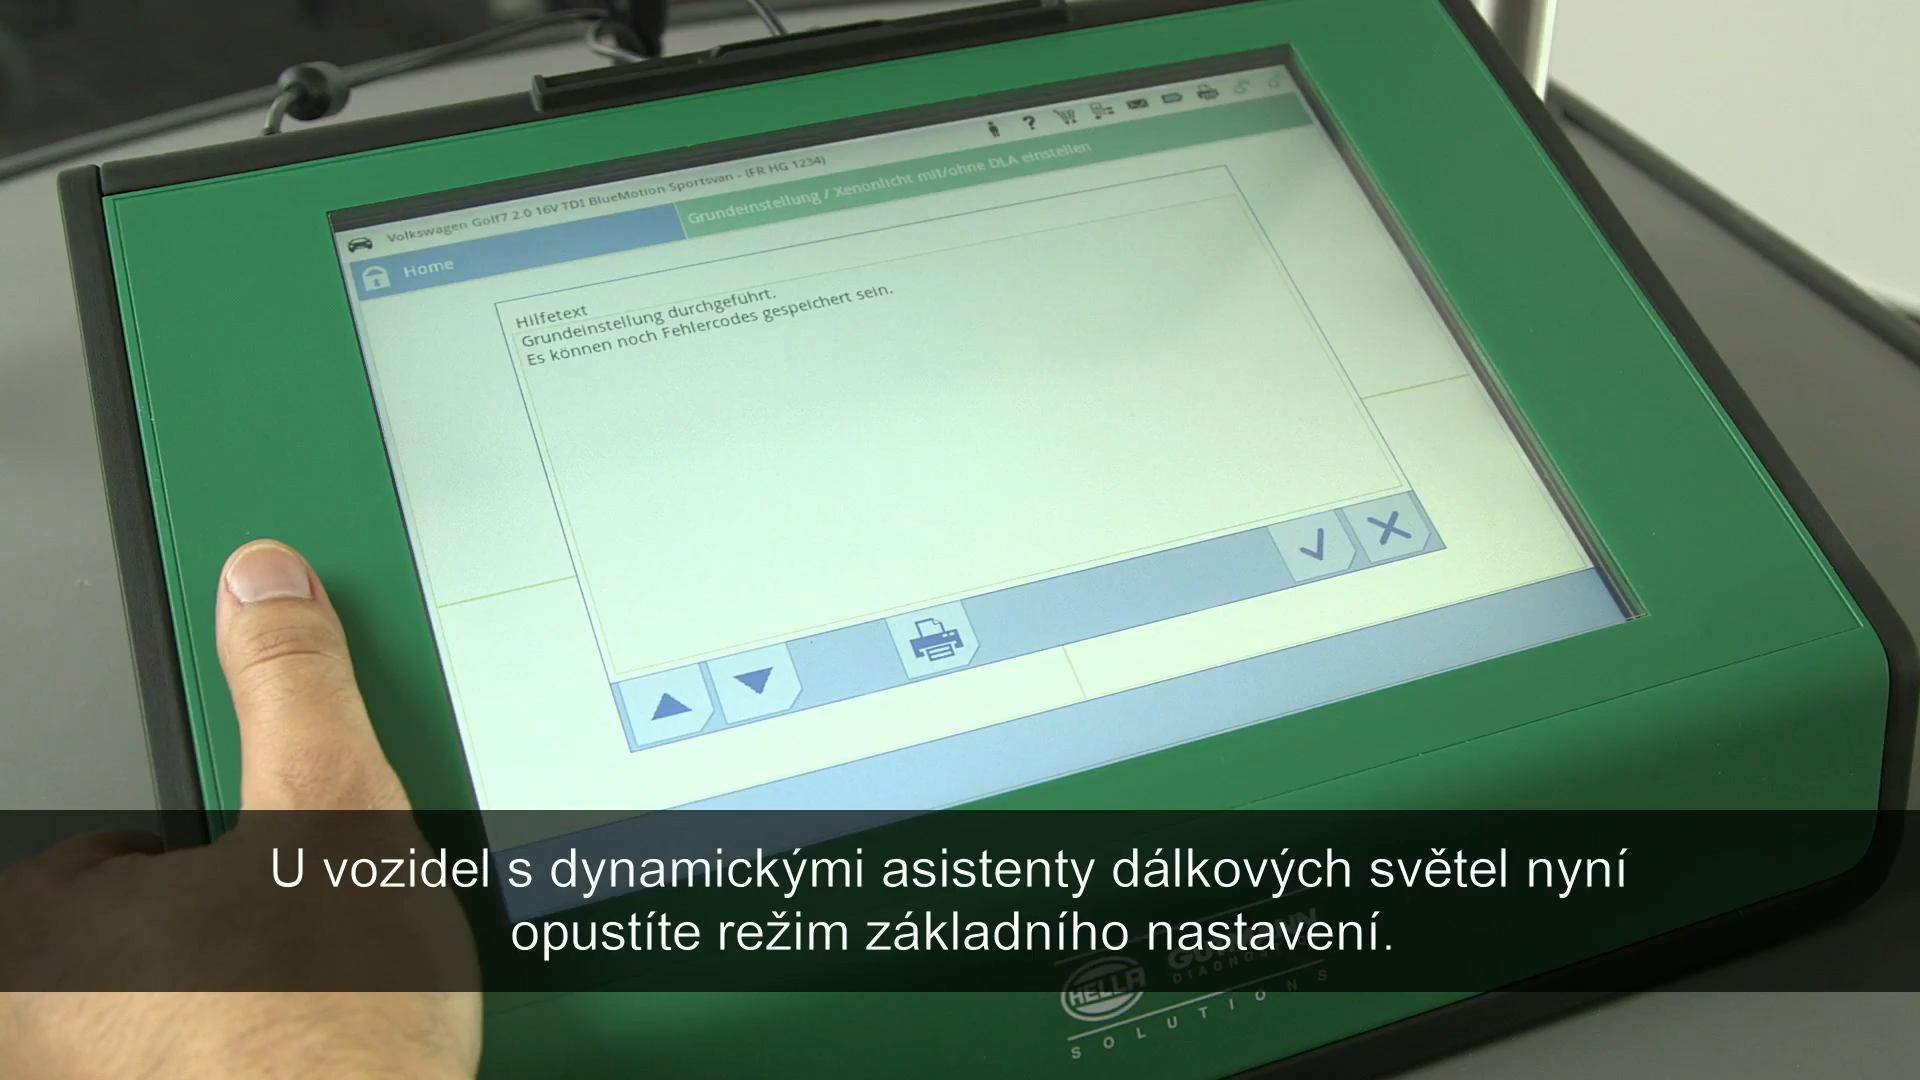 Volkswagen Golf7 2.0 16V TDI BlueMotion Sportsvan - (FR HG 1234)
Home
Grundeinstellung / Xenonlicht mit/ohne DLA einstellen
Hilfetext
Grundeinstellung durchgeführt.
Es können noch Fehlercodes gespeichert sein.
U vozidel s dynamickými asistenty dálkových světel nyní
opustíte režim základního nastavení.
HELLA GUTMANN
DIAGNOSTICS
SOLUTIONS